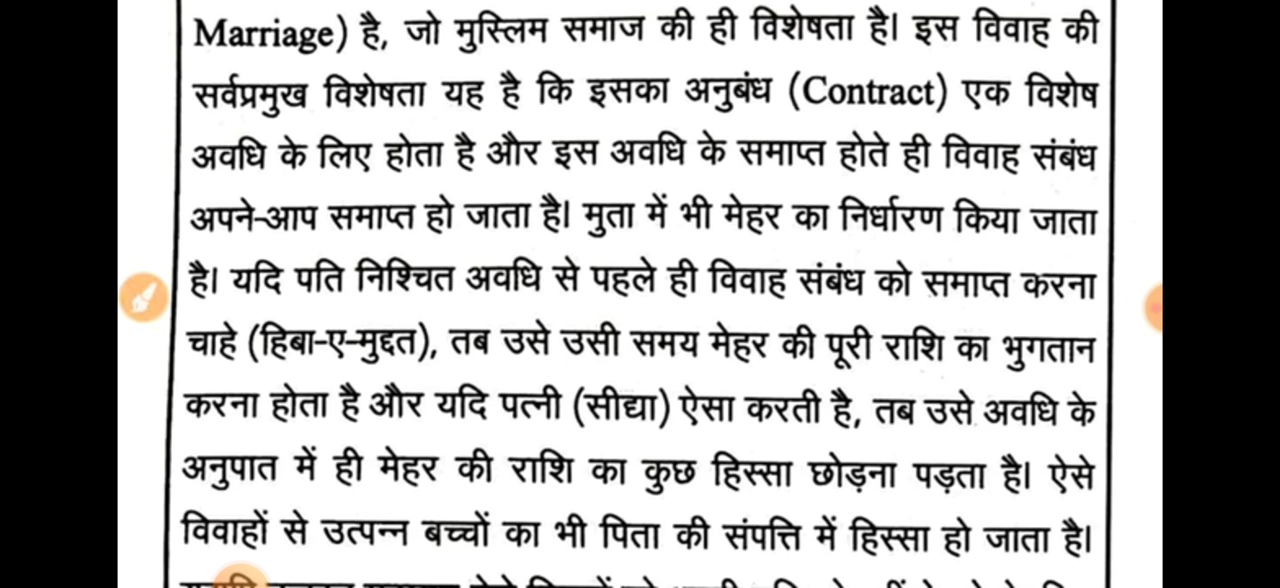 Marriage) है, जो मुस्लिम समाज की ही विशेषता है। इस विवाह की
सर्वप्रमुख विशेषता यह है कि इसका अनुबंध (Contract) एक विशेष
अवधि के लिए होता है और इस अवधि के समाप्त होते ही विवाह संबंध
अपने-आप समाप्त हो जाता है। मुता में भी मेहर का निर्धारण किया जाता
है। यदि पति निश्चित अवधि से पहले ही विवाह संबंध को समाप्त करना
चाहे (हिबा-ए-मुद्दत), तब उसे उसी समय मेहर की पूरी राशि का भुगतान
करना होता है और यदि पत्नी (सीद्या) ऐसा करती है, तब उसे अवधि के
अनुपात में ही मेहर की राशि का कुछ हिस्सा छोड़ना पड़ता है। ऐसे
विवाहों से उत्पन्न बच्चों का भी पिता की संपत्ति में हिस्सा हो जाता है।